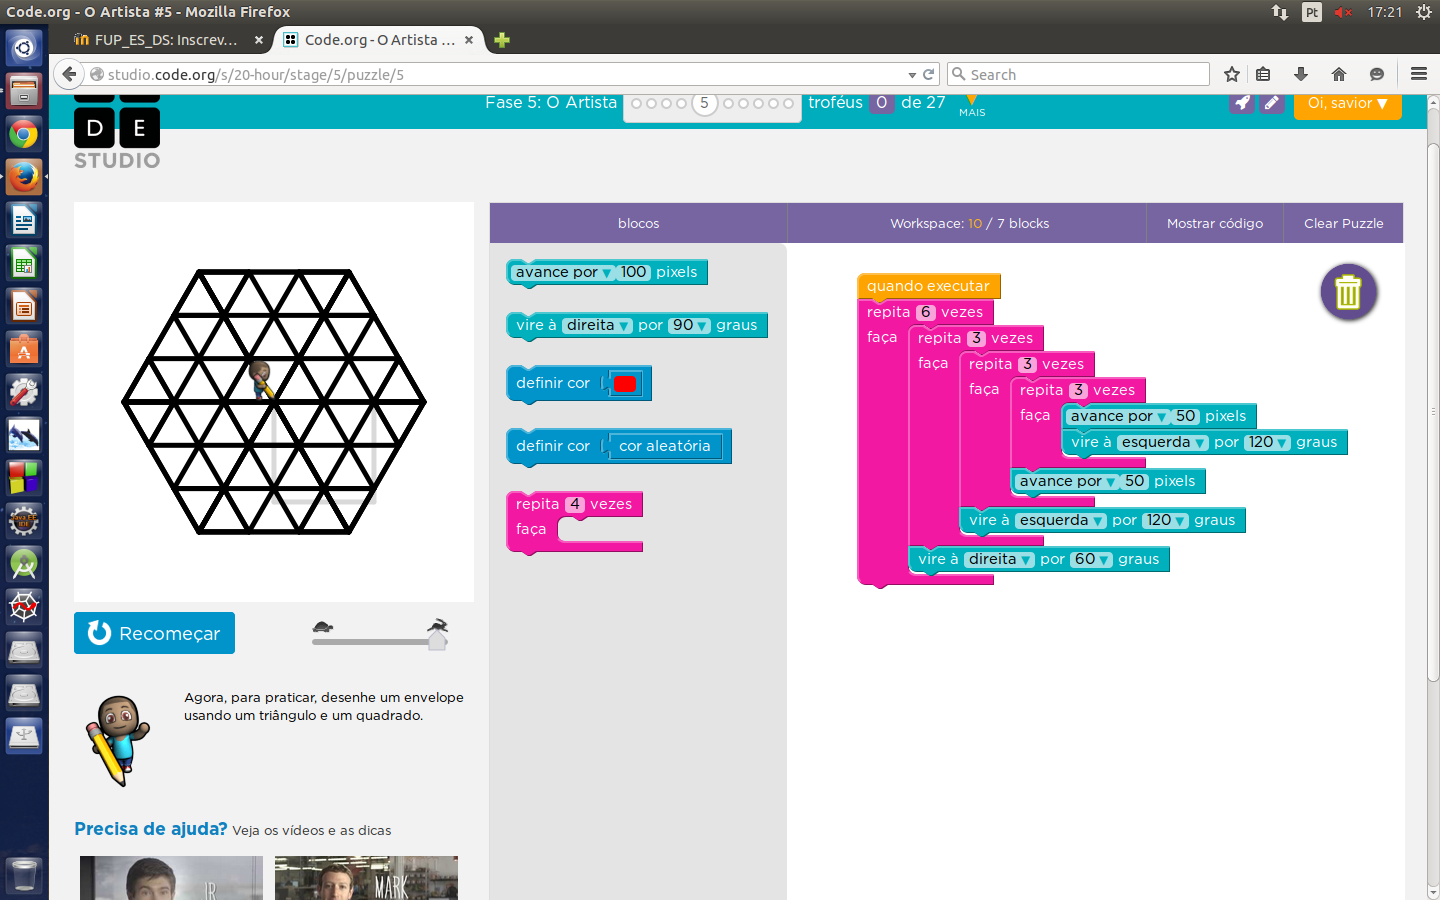 Code.org - O Artista #5 - Mozilla Firefox
Pt
17:21
FUP_ES_DS: Inscrev... ×
Code.org - O Artista ... ×
studio.code.org/s/20-hour/stage/5/puzzle/5
Search
D E
STUDIO
Fase 5: O Artista
5
troféus 0 de 27
MAIS
Oi, savior ▼
blocos
Workspace: 10 / 7 blocks
Mostrar código
Clear Puzzle
avance por ▼ 100 pixels
vire à direita ▼ por 90 ▼ graus
definir cor
definir cor cor aleatória
repita 4 vezes
faça
quando executar
repita 6 vezes
faça repita 3 vezes
faça repita 3 vezes
faça repita 3 vezes
faça avance por ▼ 50 pixels
vire à esquerda ▼ por 120 ▼ graus
avance por ▼ 50 pixels
vire à esquerda ▼ por 120 ▼ graus
vire à direita ▼ por 60 ▼ graus
Recomeçar
Agora, para praticar, desenhe um envelope
usando um triângulo e um quadrado.
Precisa de ajuda? Veja os vídeos e as dicas
MARK